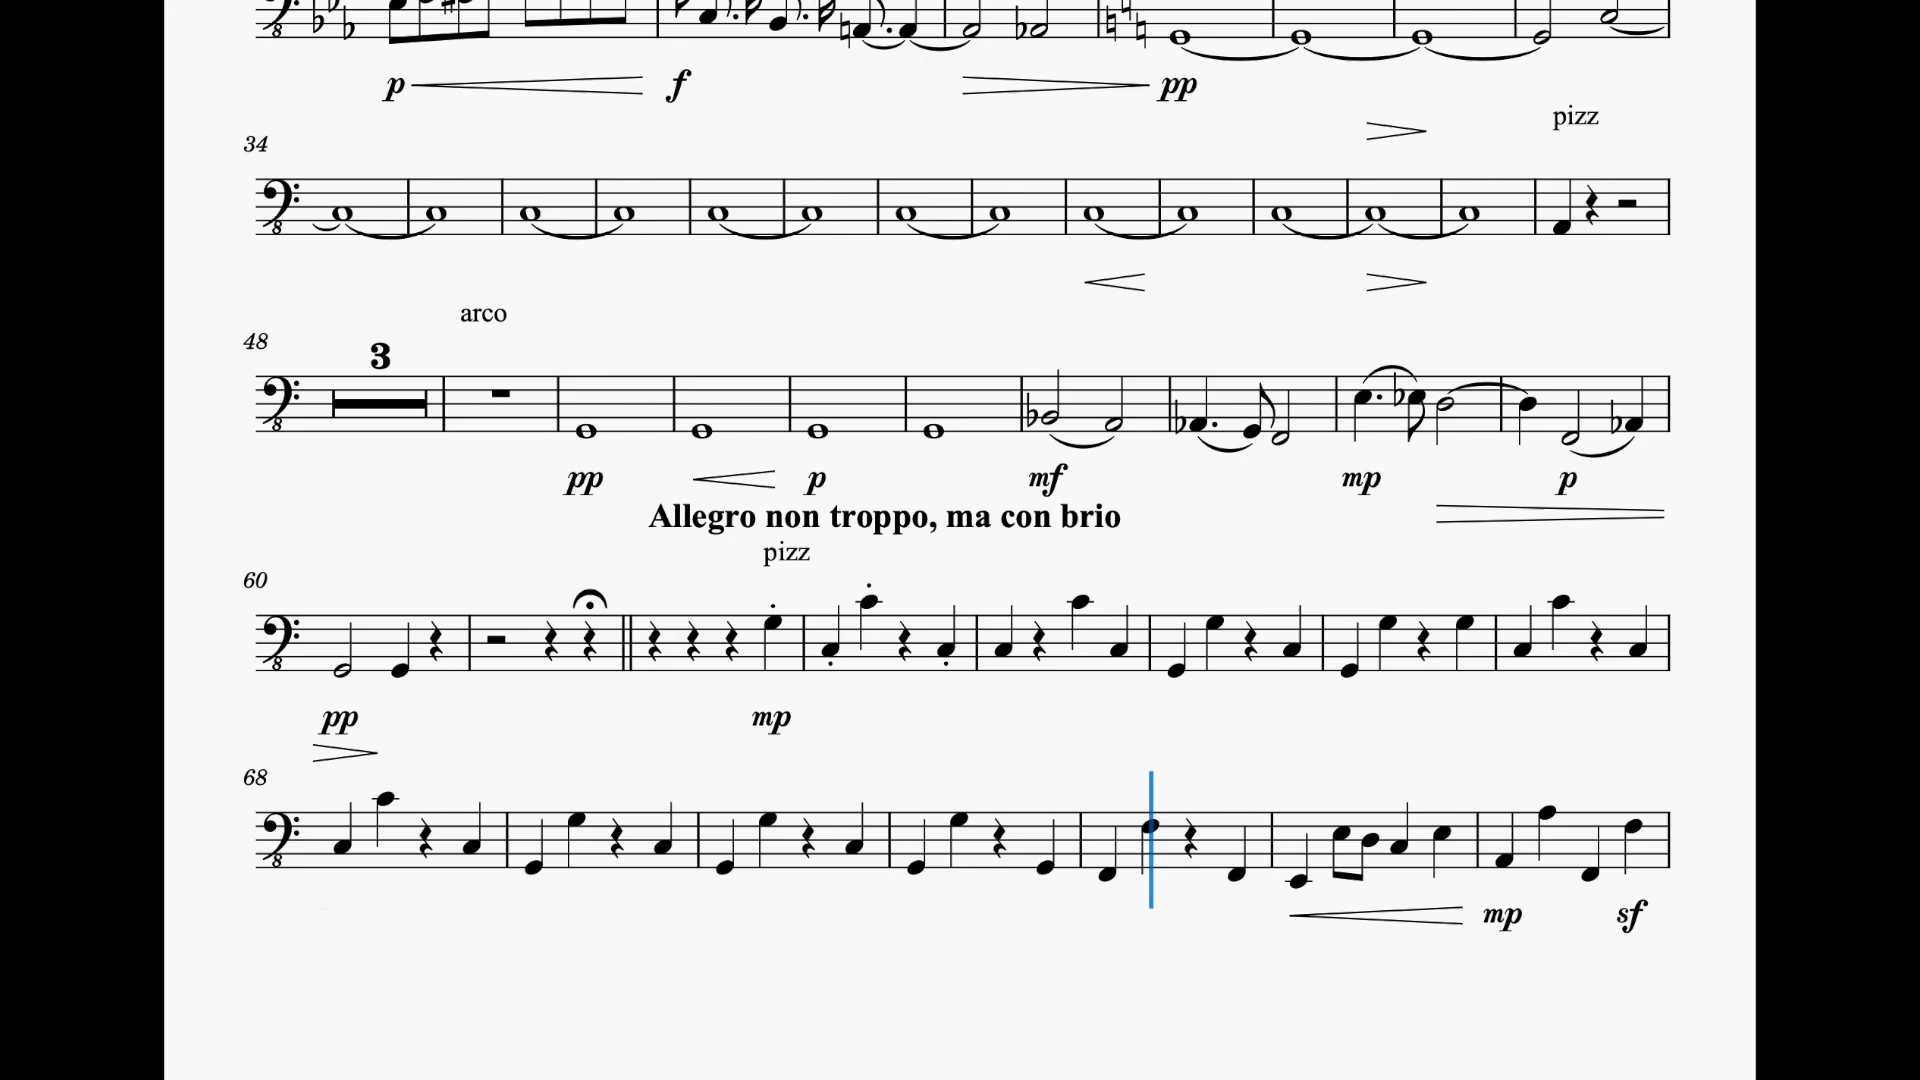 p f pp
pizz
34
arco
48 3
pp p mf mp p
Allegro non troppo, ma con brio
pizz
60
pp mp
68
mp sf